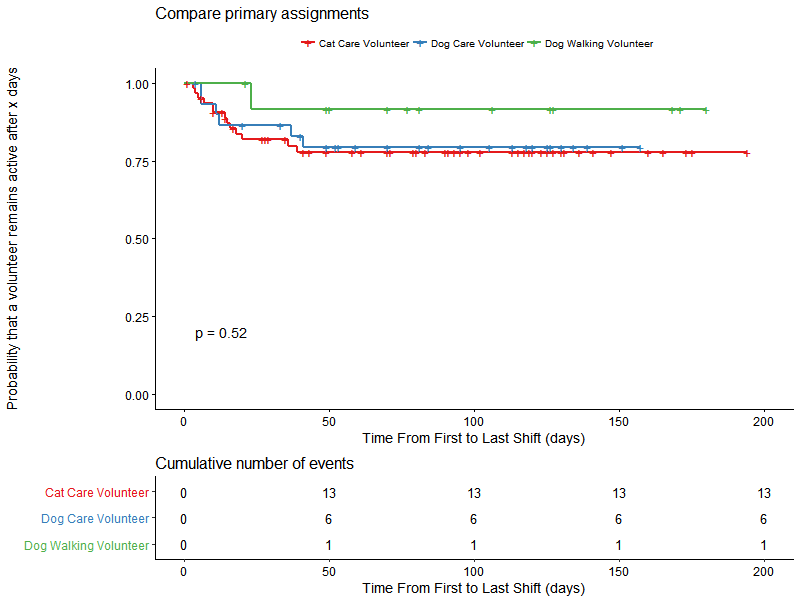 Compare primary assignments
Cat Care Volunteer Dog Care Volunteer Dog Walking Volunteer
Probability that a volunteer remains active after x days
1.00
0.75
0.50
0.25
0.00
p = 0.52
0 50 100 150 200
Time From First to Last Shift (days)
Cumulative number of events
Cat Care Volunteer 0 13 13 13 13
Dog Care Volunteer 0 6 6 6 6
Dog Walking Volunteer 0 1 1 1 1
0 50 100 150 200
Time From First to Last Shift (days)